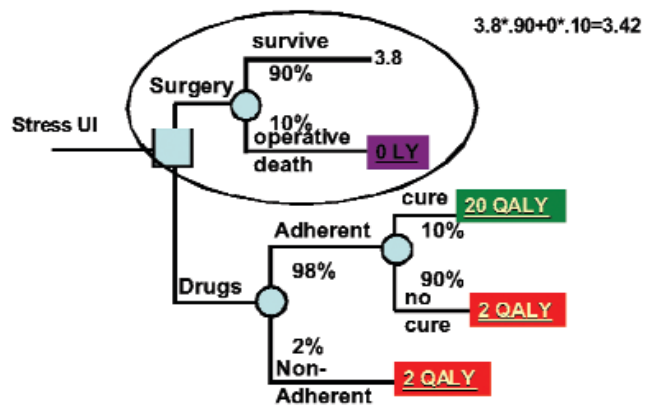 3.8*.90+0*.10=3.42
survive
3.8
90%
Surgery
Stress UI
10%
operative
death
0 LY
cure
20 QALY
Adherent
10%
98%
90%
Drugs
no
cure
2 QALY
2%
Non-
Adherent
2 QALY